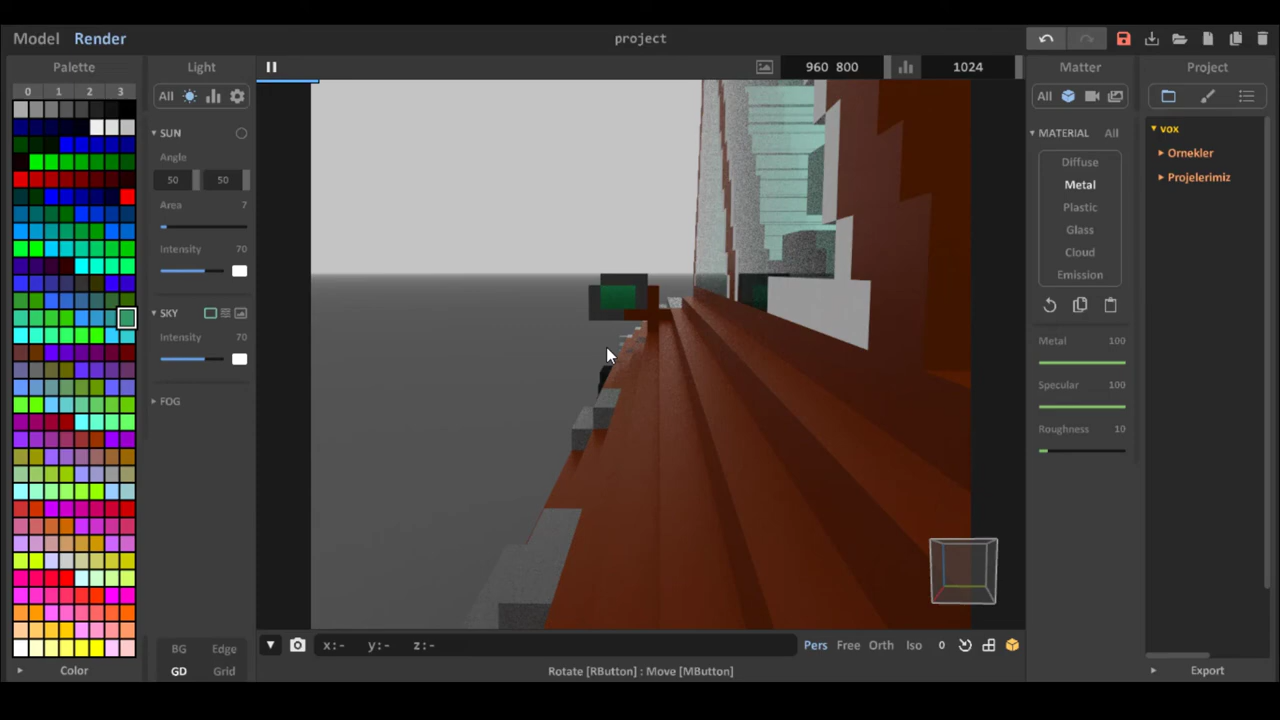 Model Render project
Palette Light 960 800 1024 Matter Project
0 1 2 3 All All
SUN
Angle
50 50
Area 7
Intensity 70
SKY
Intensity 70
FOG
MATERIAL All
Diffuse
Metal
Plastic
Glass
Cloud
Emission
Metal 100
Specular 100
Roughness 10
vox
Ornekler
Projelerimiz
BG Edge
GD Grid
x:- y:- z:- Pers Free Orth Iso 0
Color Rotate [RButton] : Move [MButton] Export